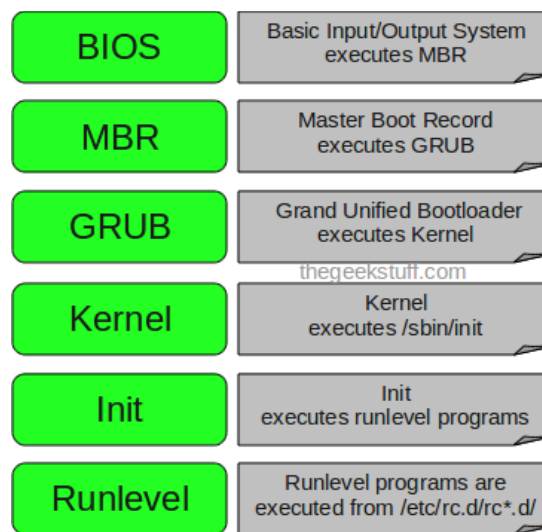 BIOS
Basic Input/Output System
executes MBR
MBR
Master Boot Record
executes GRUB
GRUB
Grand Unified Bootloader
executes Kernel
thegeekstuff.com
Kernel
Kernel
executes /sbin/init
Init
Init
executes runlevel programs
Runlevel
Runlevel programs are
executed from /etc/rc.d/rc*.d/